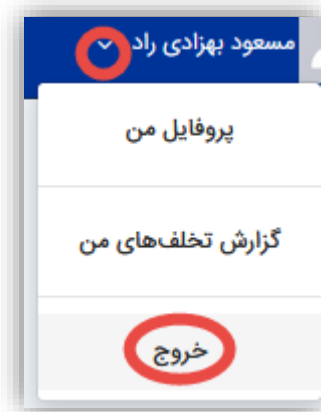 مسعود بهزادی راد
پروفایل من
گزارش تخلف‌های من
خروج